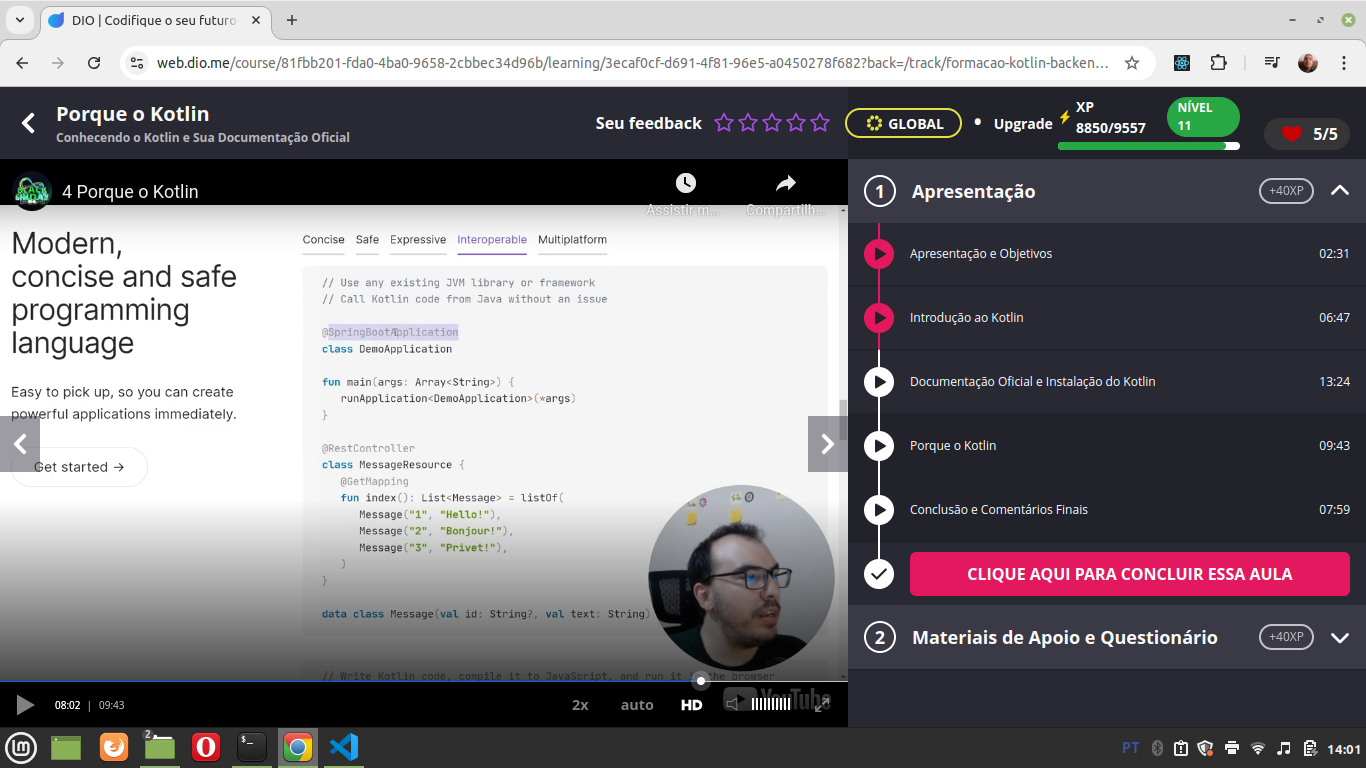 DIO | Codifique o seu futuro
web.dio.me/course/81fbb201-fda0-4ba0-9658-2cbbec34d96b/learning/3ecaf0cf-d691-4f81-96e5-a0450278f682?back=/track/formacao-kotlin-backen...
Porque o Kotlin
Conhecendo o Kotlin e Sua Documentação Oficial
Seu feedback
GLOBAL
• Upgrade
XP
8850/9557
NÍVEL
11
5/5
4 Porque o Kotlin
Assistir m...
Compartilh...
Modern,
concise and safe
programming
language
Easy to pick up, so you can create
powerful applications immediately.
Get started →
Concise Safe Expressive Interoperable Multiplatform
// Use any existing JVM library or framework
// Call Kotlin code from Java without an issue
@SpringBootApplication
class DemoApplication
fun main(args: Array<String>) {
runApplication<DemoApplication>(*args)
}
@RestController
class MessageResource {
@GetMapping
fun index(): List<Message> = listOf(
Message("1", "Hello!"),
Message("2", "Bonjour!"),
Message("3", "Privet!"),
)
}
data class Message(val id: String?, val text: String)
// Write Kotlin code, compile it to JavaScript, and run it in the browser
08:02 | 09:43
2x
auto
HD
YouTube
1 Apresentação +40XP
Apresentação e Objetivos 02:31
Introdução ao Kotlin 06:47
Documentação Oficial e Instalação do Kotlin 13:24
Porque o Kotlin 09:43
Conclusão e Comentários Finais 07:59
CLIQUE AQUI PARA CONCLUIR ESSA AULA
2 Materiais de Apoio e Questionário +40XP
2
PT
14:01